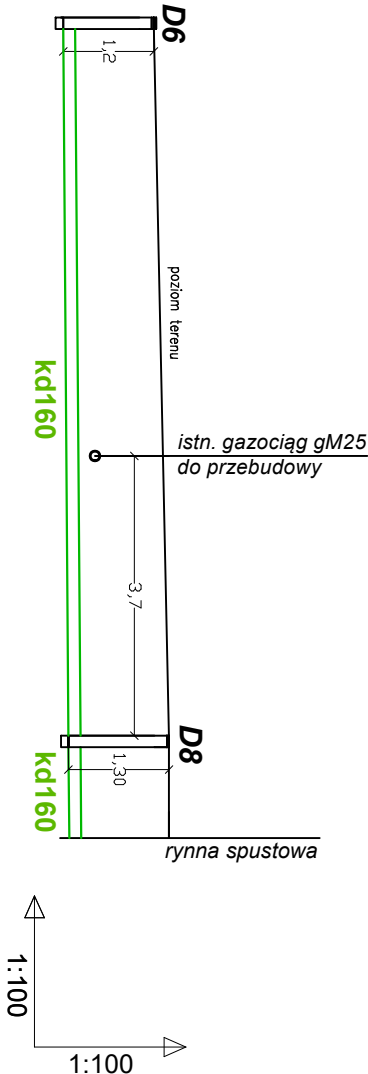 D6
1,2
poziom terenu
kd160
istn. gazociąg gM25
do przebudowy
3,7
D8
1,30
kd160
rynna spustowa
1:100
1:100